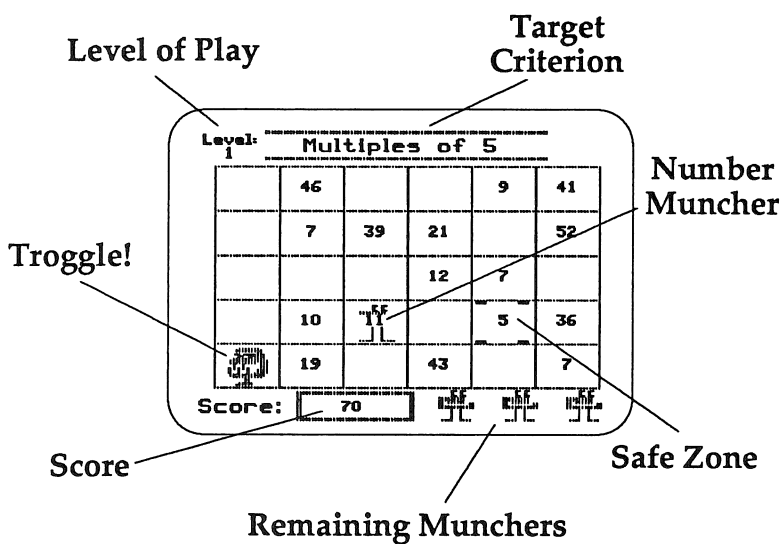 Level of Play
Target
Criterion
Level:
1
Multiples of 5
Number
Muncher
46 9 41
7 39 21 52
Troggle!
12 7
10 11 5 36
19 43 7
Score: 70
Score
Safe Zone
Remaining Munchers